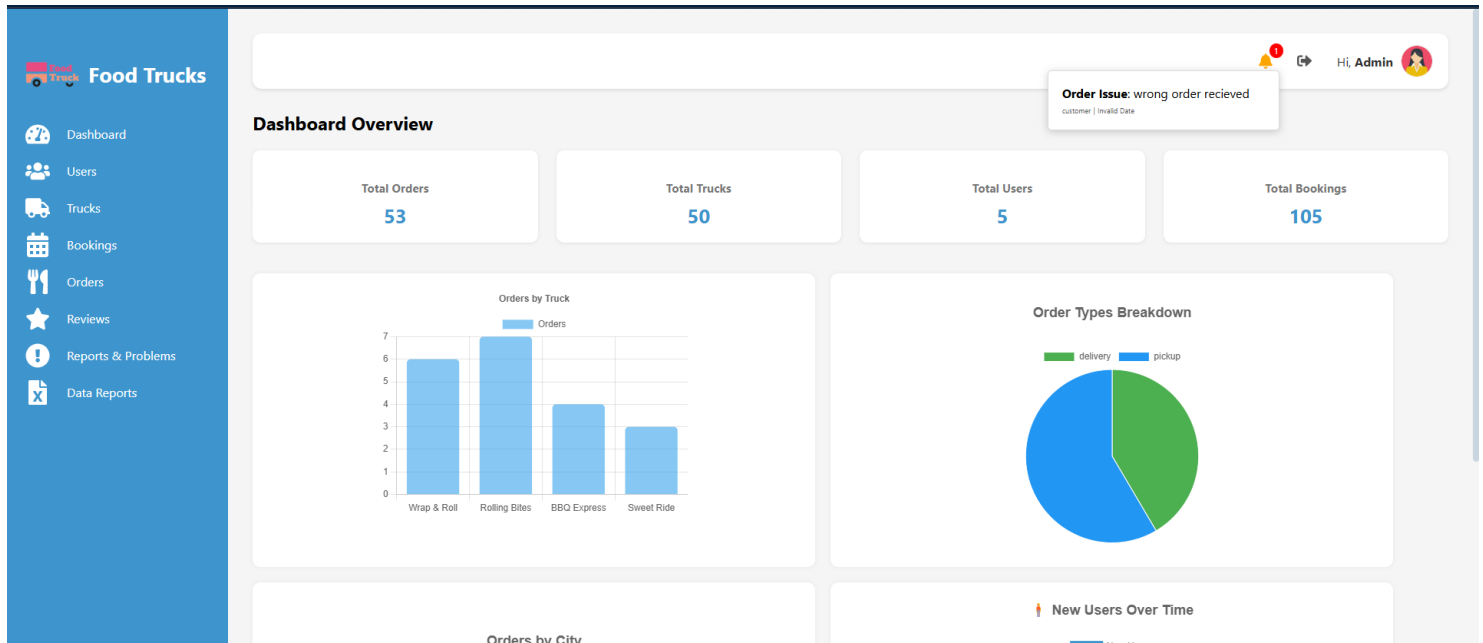 Food
Truck
Food Trucks
Dashboard
Users
Trucks
Bookings
Orders
Reviews
Reports & Problems
X
Data Reports
1
Hi, Admin
Order Issue: wrong order recieved
customer | Invalid Date
Dashboard Overview
Total Orders
53
Total Trucks
50
Total Users
5
Total Bookings
105
Orders by Truck
Orders
7
6
5
4
3
2
1
0
Wrap & Roll Rolling Bites BBQ Express Sweet Ride
Order Types Breakdown
delivery pickup
Orders by City
New Users Over Time